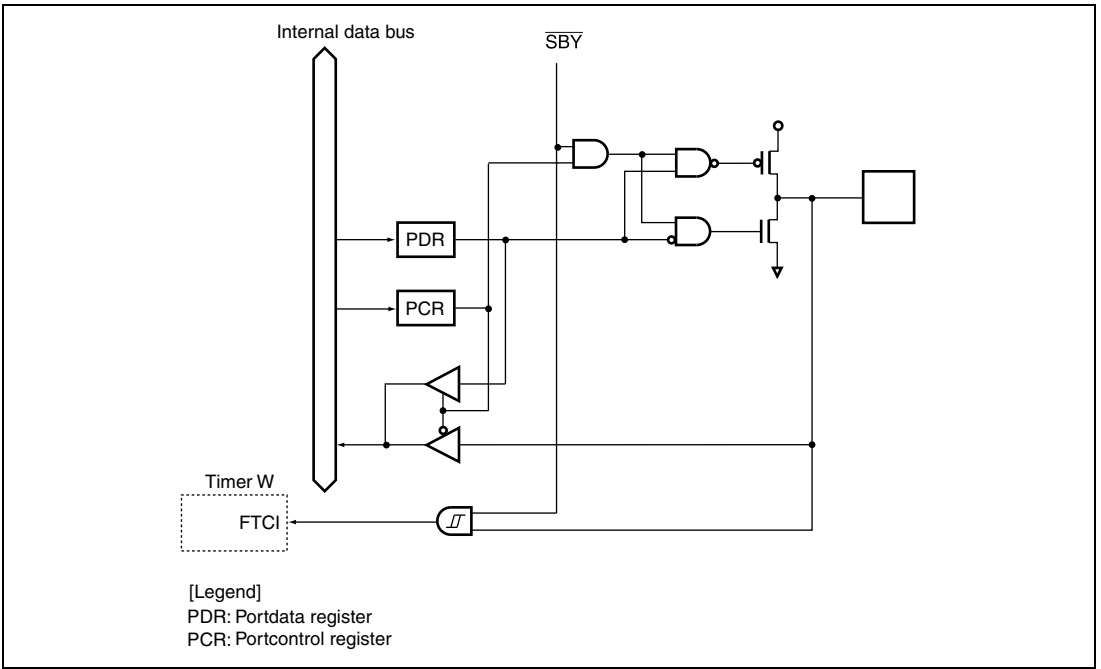 Internal data bus
SBY
PDR
PCR
Timer W
FTCI
[Legend]
PDR: Portdata register
PCR: Portcontrol register